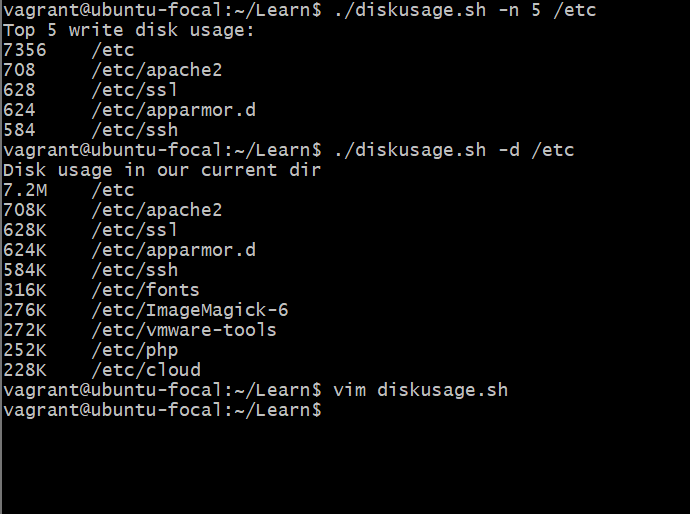 vagrant@ubuntu-focal:~/Learn$ ./diskusage.sh -n 5 /etc
Top 5 write disk usage:
7356    /etc
708     /etc/apache2
628     /etc/ssl
624     /etc/apparmor.d
584     /etc/ssh
vagrant@ubuntu-focal:~/Learn$ ./diskusage.sh -d /etc
Disk usage in our current dir
7.2M    /etc
708K    /etc/apache2
628K    /etc/ssl
624K    /etc/apparmor.d
584K    /etc/ssh
316K    /etc/fonts
276K    /etc/ImageMagick-6
272K    /etc/vmware-tools
252K    /etc/php
228K    /etc/cloud
vagrant@ubuntu-focal:~/Learn$ vim diskusage.sh
vagrant@ubuntu-focal:~/Learn$